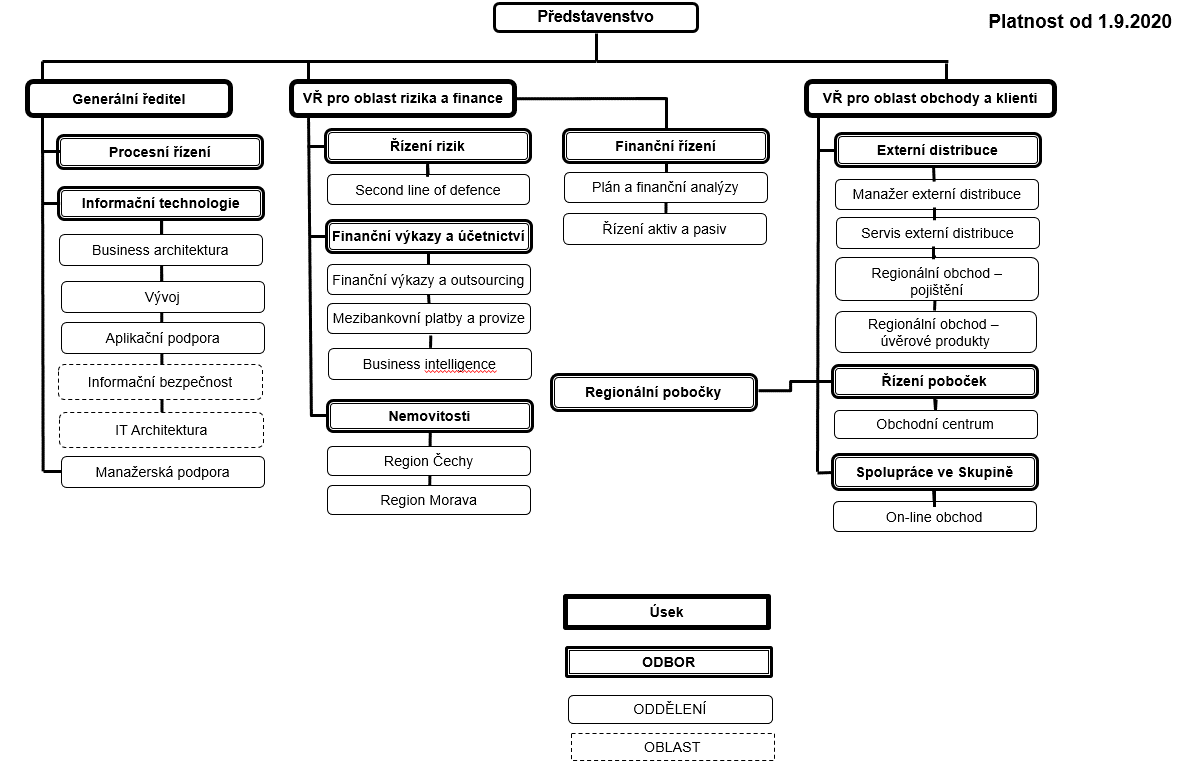 Představenstvo
Platnost od 1.9.2020
Generální ředitel
Procesní řízení
Informační technologie
Business architektura
Vývoj
Aplikační podpora
Informační bezpečnost
IT Architektura
Manažerská podpora
VŘ pro oblast rizika a finance
Řízení rizik
Second line of defence
Finanční výkazy a účetnictví
Finanční výkazy a outsourcing
Mezibankovní platby a provize
Business intelligence
Nemovitosti
Region Čechy
Region Morava
Finanční řízení
Plán a finanční analýzy
Řízení aktiv a pasiv
VŘ pro oblast obchody a klienti
Externí distribuce
Manažer externí distribuce
Servis externí distribuce
Regionální obchod –
pojištění
Regionální obchod –
úvěrové produkty
Regionální pobočky
Řízení poboček
Obchodní centrum
Spolupráce ve Skupině
On-line obchod
Úsek
ODBOR
ODDĚLENÍ
OBLAST